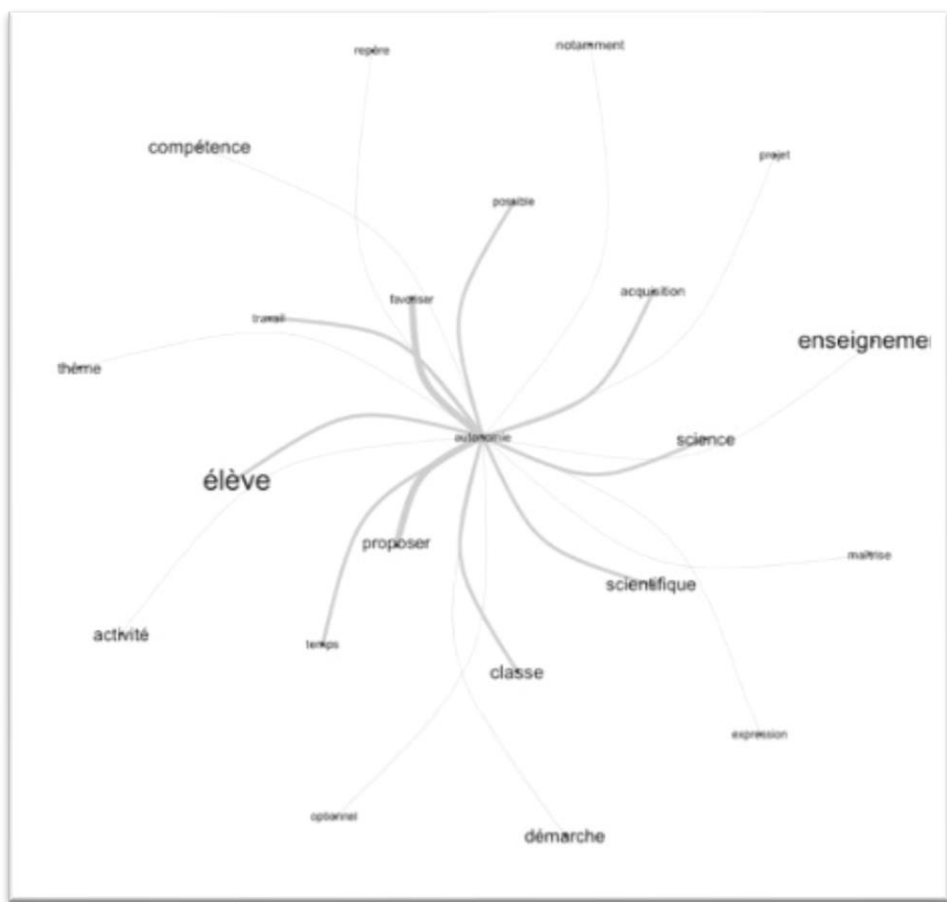 notamment
repère
compétence
projet
possible
acquisition
favoriser
travail
enseigneme
thème
autonomie
science
élève
proposer
maîtrise
scientifique
activité
temps
classe
expression
optionnel
démarche